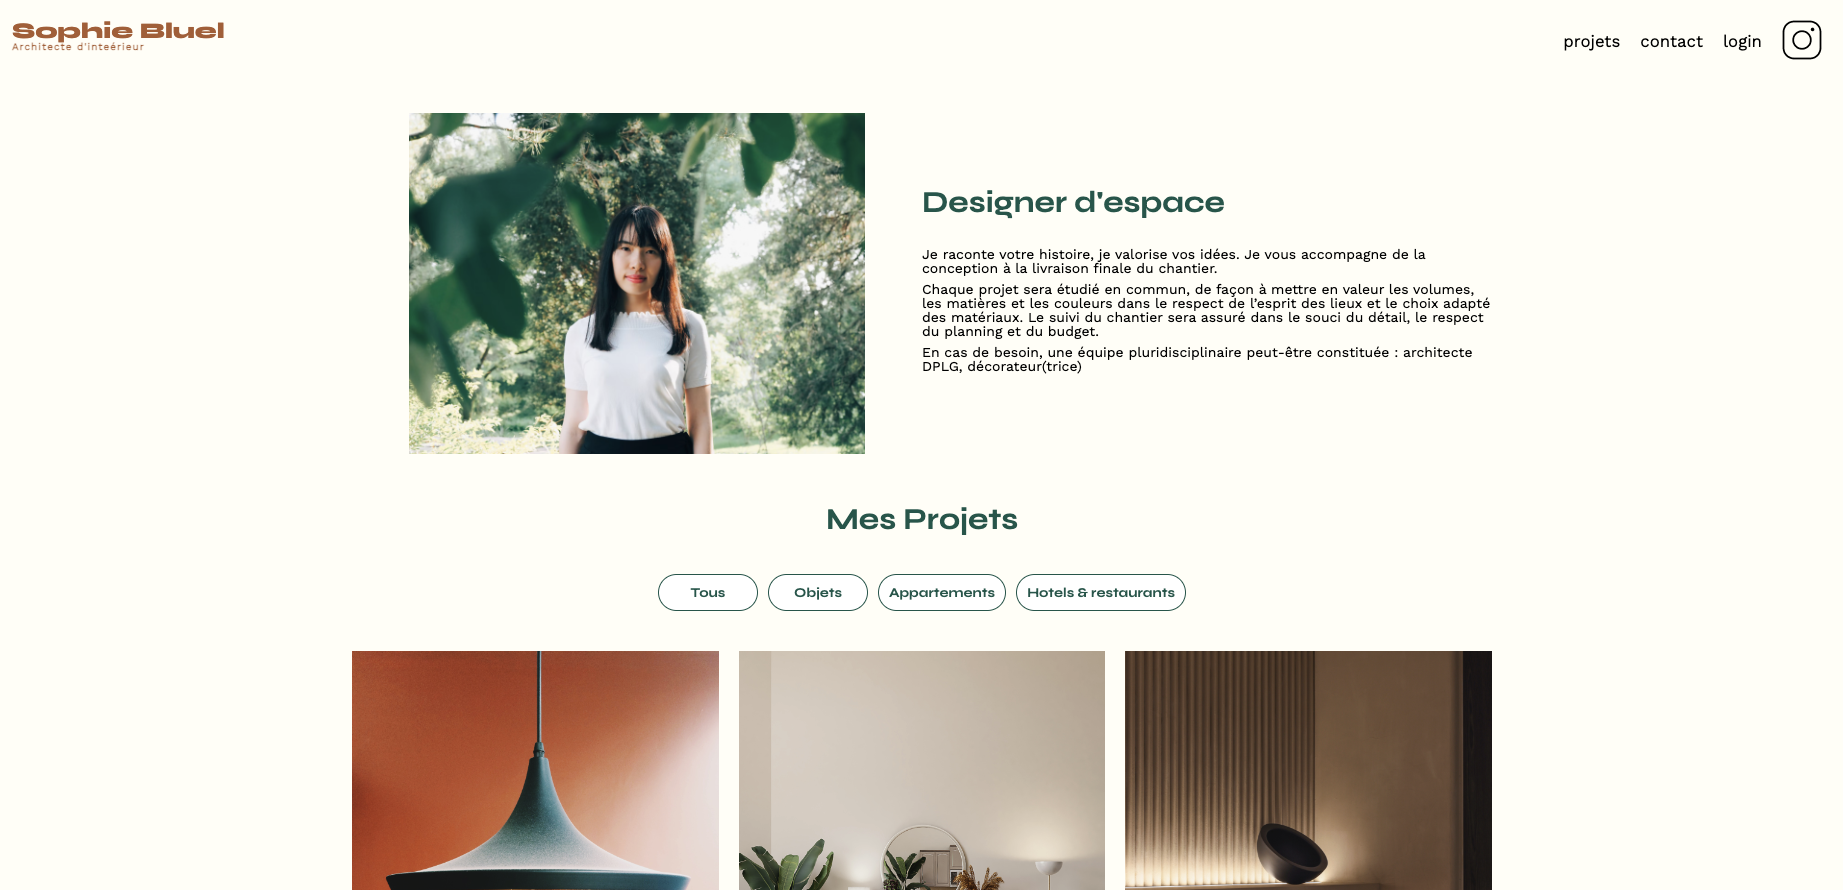 Sophie Bluel
Architecte d'inteérieur
projets contact login
Designer d'espace
Je raconte votre histoire, je valorise vos idées. Je vous accompagne de la
conception à la livraison finale du chantier.
Chaque projet sera étudié en commun, de façon à mettre en valeur les volumes,
les matières et les couleurs dans le respect de l’esprit des lieux et le choix adapté
des matériaux. Le suivi du chantier sera assuré dans le souci du détail, le respect
du planning et du budget.
En cas de besoin, une équipe pluridisciplinaire peut-être constituée : architecte
DPLG, décorateur(trice)
Mes Projets
Tous Objets Appartements Hotels & restaurants